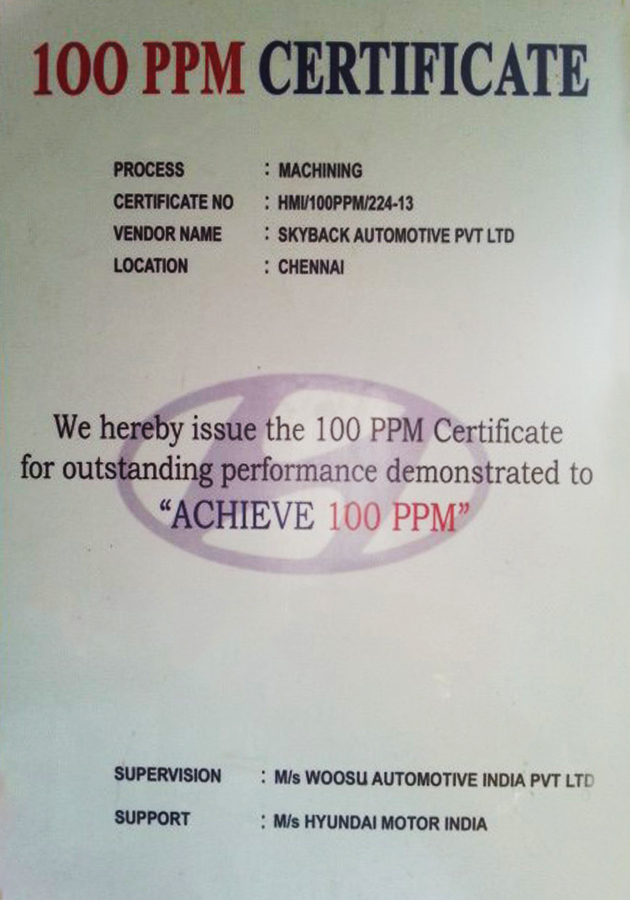 100 PPM CERTIFICATE
PROCESS : MACHINING
CERTIFICATE NO : HMI/100PPM/224-13
VENDOR NAME : SKYBACK AUTOMOTIVE PVT LTD
LOCATION : CHENNAI
We hereby issue the 100 PPM Certificate
for outstanding performance demonstrated to
“ACHIEVE 100 PPM”
SUPERVISION : M/s WOOSU AUTOMOTIVE INDIA PVT LTD
SUPPORT : M/s HYUNDAI MOTOR INDIA